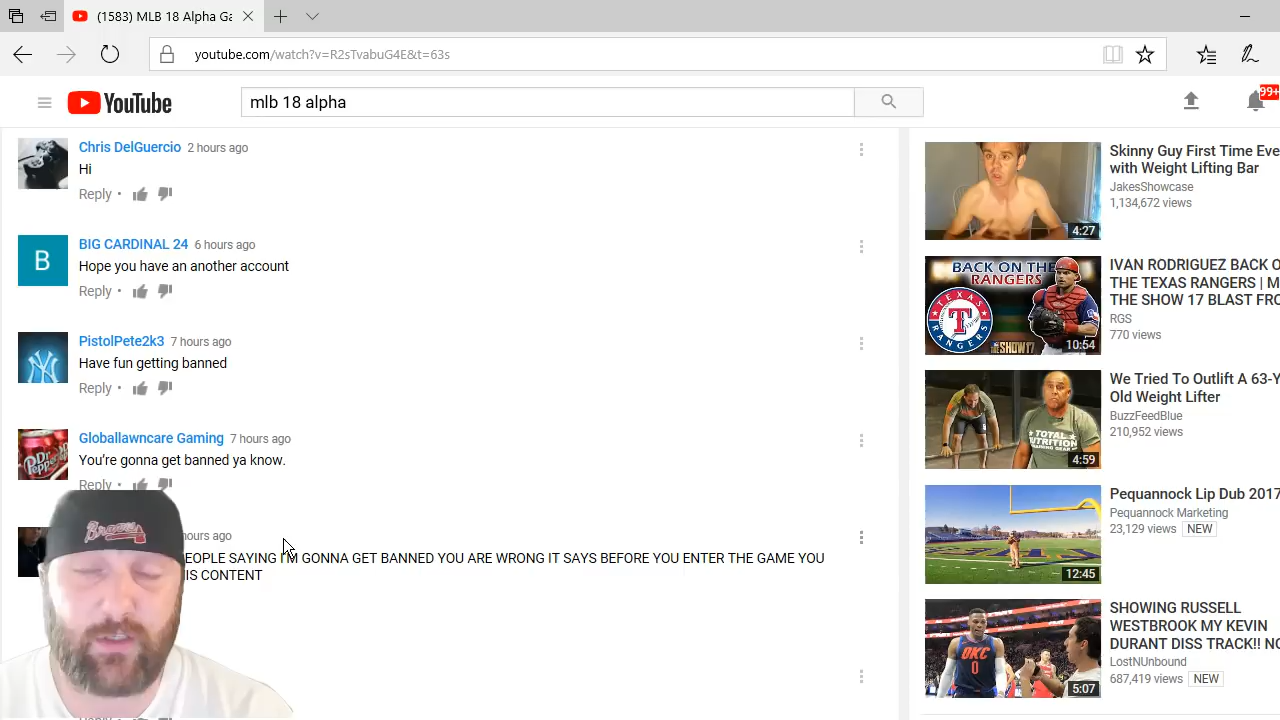 (1583) MLB 18 Alpha Ga
youtube.com/watch?v=R2sTvabuG4E&t=63s
YouTube
mlb 18 alpha
99+
Chris DelGuercio 2 hours ago
Hi
Reply •
BIG CARDINAL 24 6 hours ago
B
Hope you have an another account
Reply •
PistolPete2k3 7 hours ago
Have fun getting banned
Reply •
Globallawncare Gaming 7 hours ago
You’re gonna get banned ya know.
Reply •
Braves
hours ago
EOPLE SAYING I'M GONNA GET BANNED YOU ARE WRONG IT SAYS BEFORE YOU ENTER THE GAME YOU
IS CONTENT
Skinny Guy First Time Eve
with Weight Lifting Bar
JakesShowcase
1,134,672 views
4:27
BACK ON THE
RANGERS
TEXAS RANGERS
THE SHOW 17
10:54
IVAN RODRIGUEZ BACK O
THE TEXAS RANGERS | M
THE SHOW 17 BLAST FRO
RGS
770 views
We Tried To Outlift A 63-Y
Old Weight Lifter
BuzzFeedBlue
210,952 views
TOTAL
NUTRITION
4:59
Pequannock Lip Dub 2017
Pequannock Marketing
23,129 views NEW
12:45
SHOWING RUSSELL
WESTBROOK MY KEVIN
DURANT DISS TRACK!! NO
LostNUnbound
687,419 views NEW
OKC
0
5:07